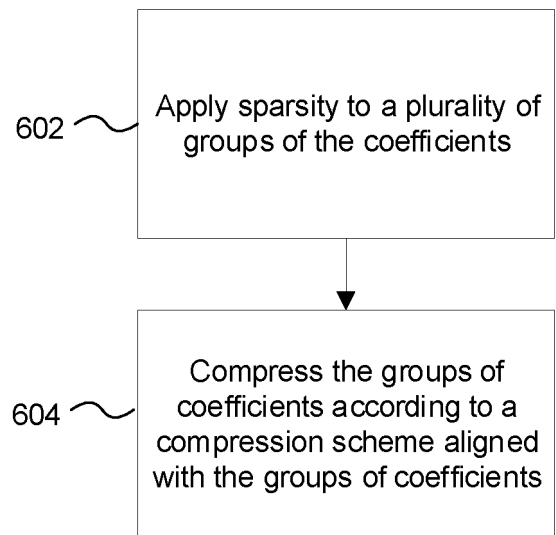 602
Apply sparsity to a plurality of
groups of the coefficients
604
Compress the groups of
coefficients according to a
compression scheme aligned
with the groups of coefficients